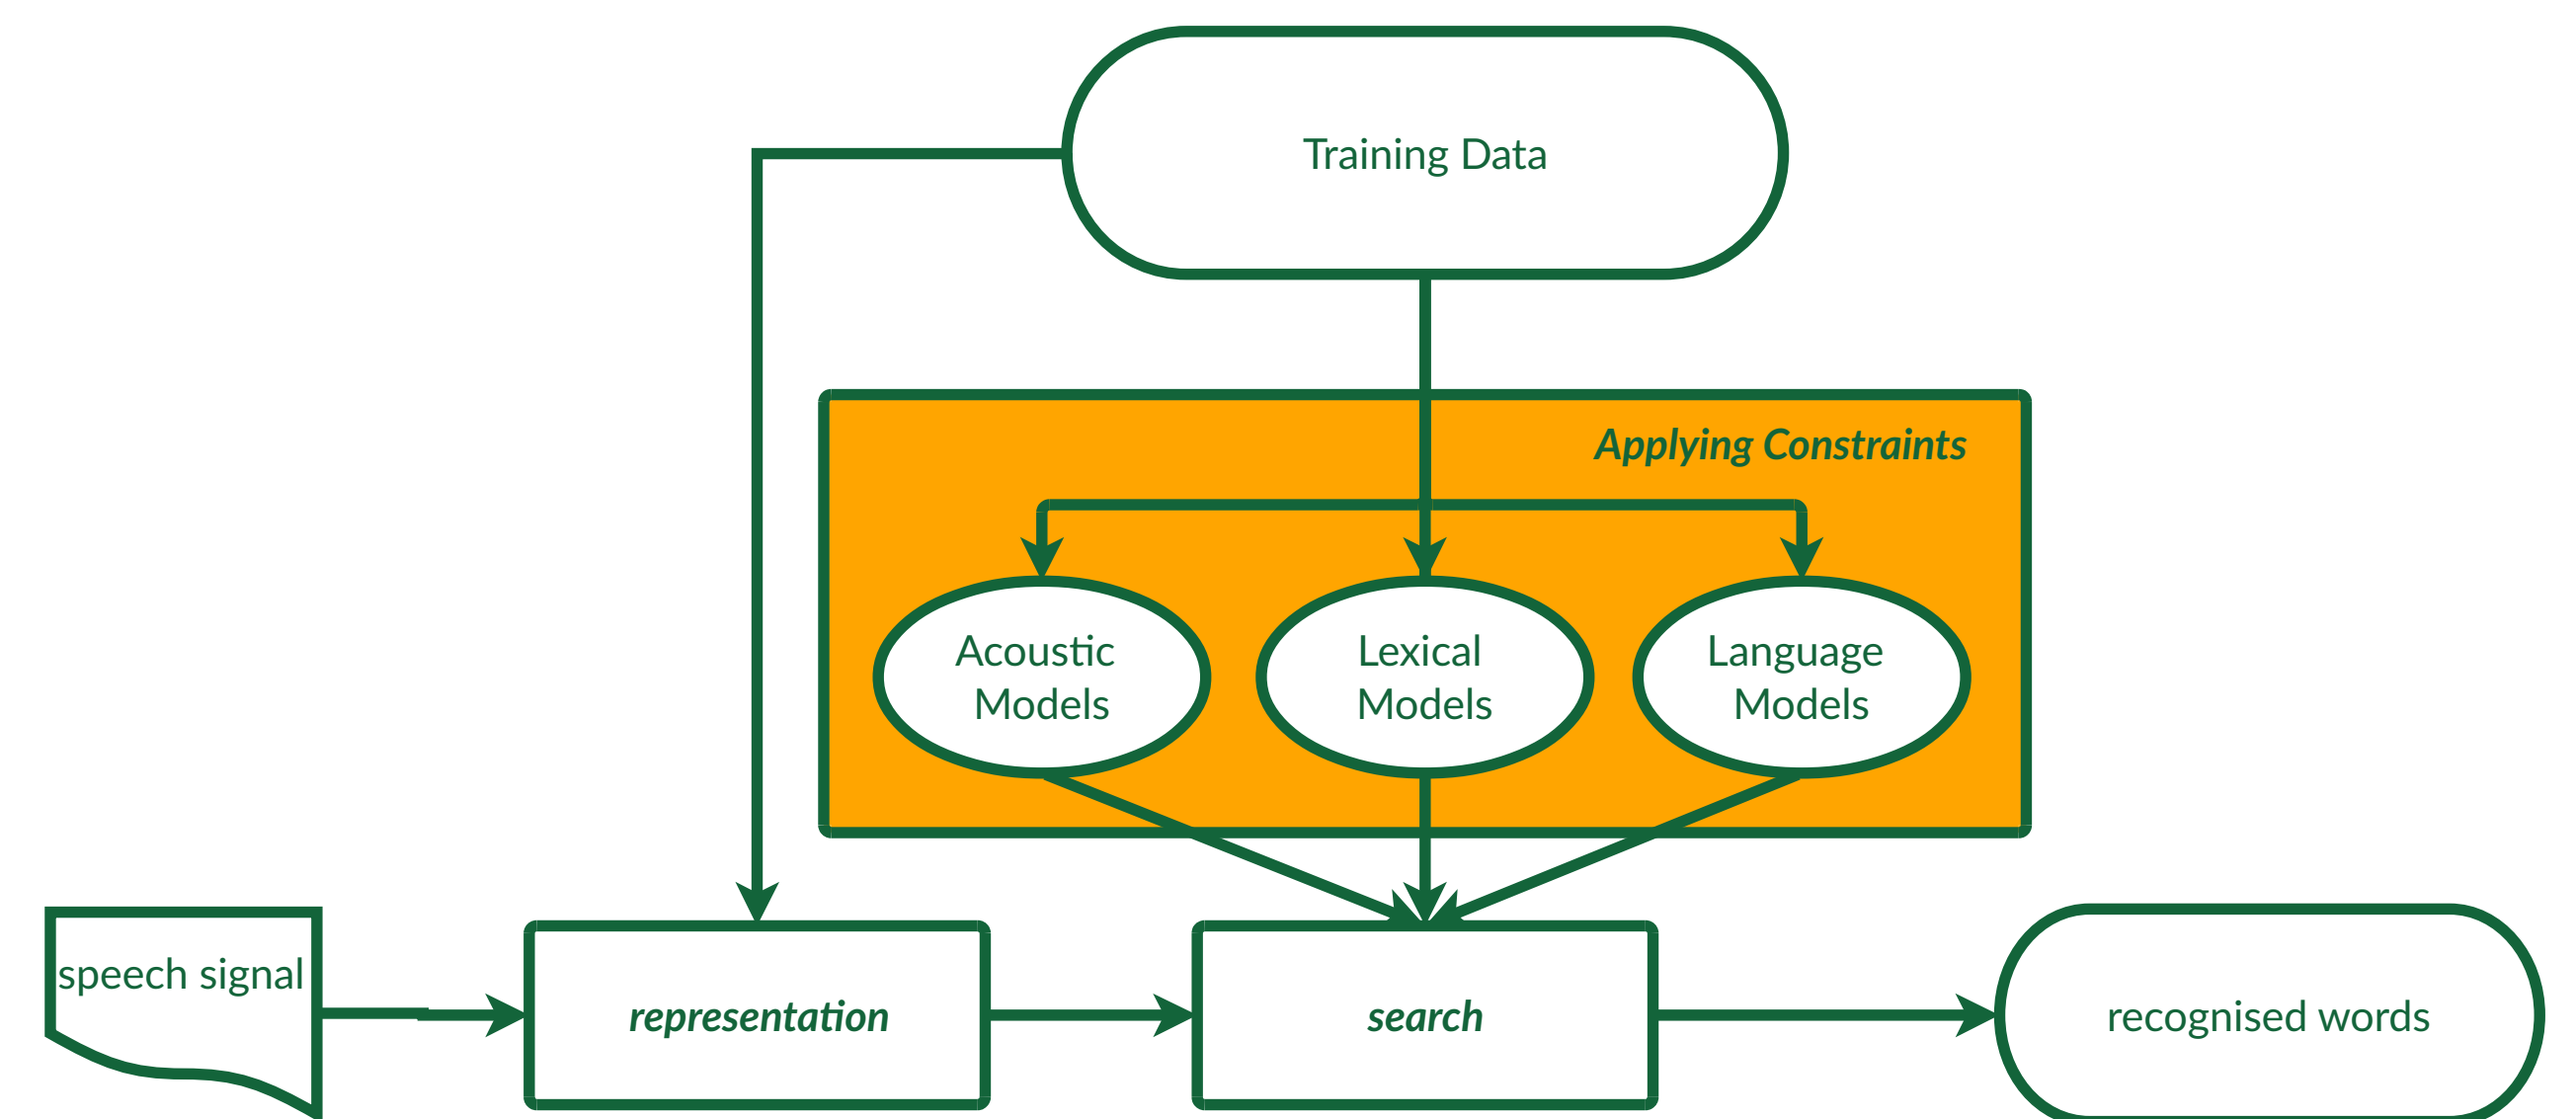 Training Data
Applying Constraints
Acoustic
Models
Lexical
Models
Language
Models
speech signal
representation
search
recognised words